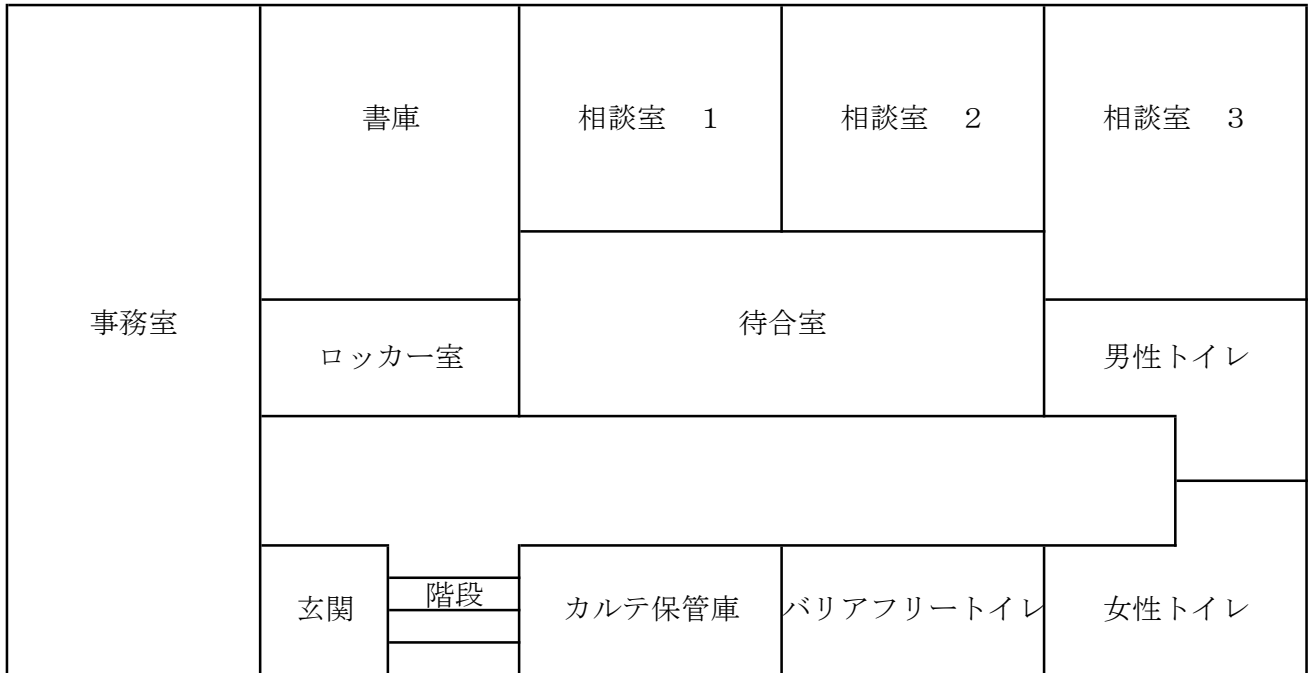 書庫
相談室　１
相談室　２
相談室　３
事務室
待合室
ロッカー室
男性トイレ
階段
玄関
カルテ保管庫
バリアフリートイレ
女性トイレ